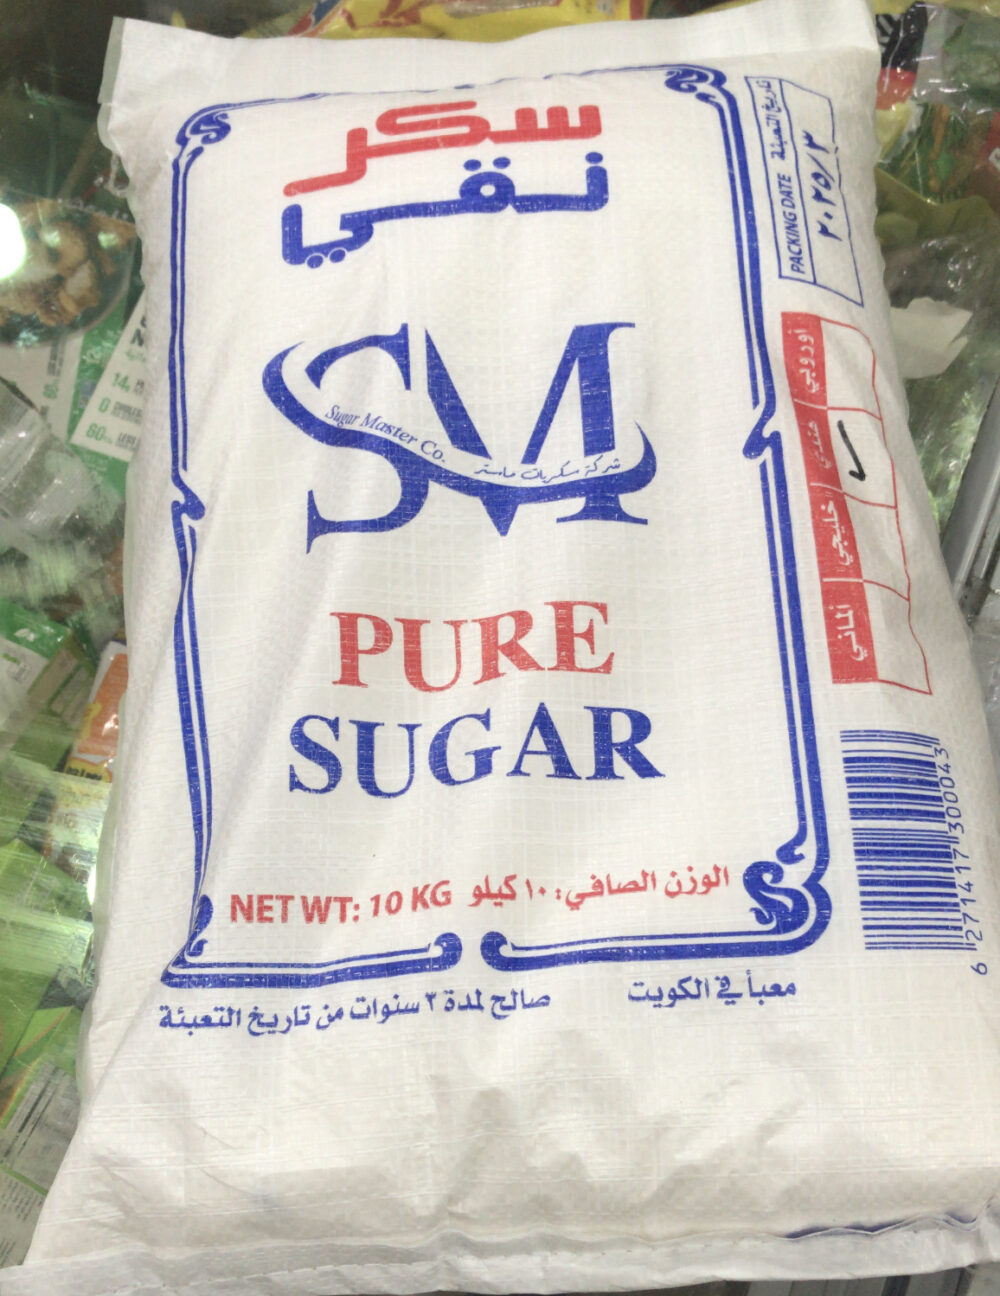 سكر
نقي
SM
Sugar Master Co.
شركة سكريات ماستر
PURE
SUGAR
NET WT: 10 KG الوزن الصافي: ١٠ كيلو
صالح لمدة ٣ سنوات من تاريخ التعبئة
معبأ في الكويت
PACKING DATE تاريخ التعبئة
٢٠٢٥/٣
أوروبي
هندي
خليجي
ألماني
6 271417 300043